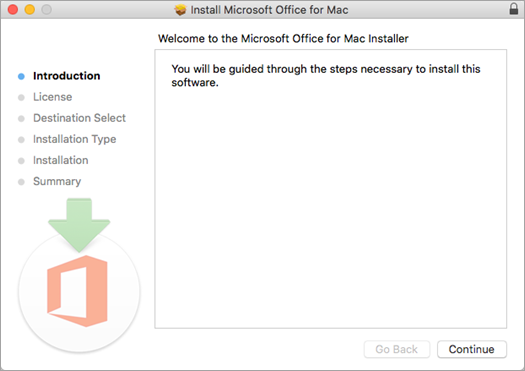 Install Microsoft Office for Mac
Welcome to the Microsoft Office for Mac Installer
Introduction
License
Destination Select
Installation Type
Installation
Summary
You will be guided through the steps necessary to install this
software.
Go Back
Continue